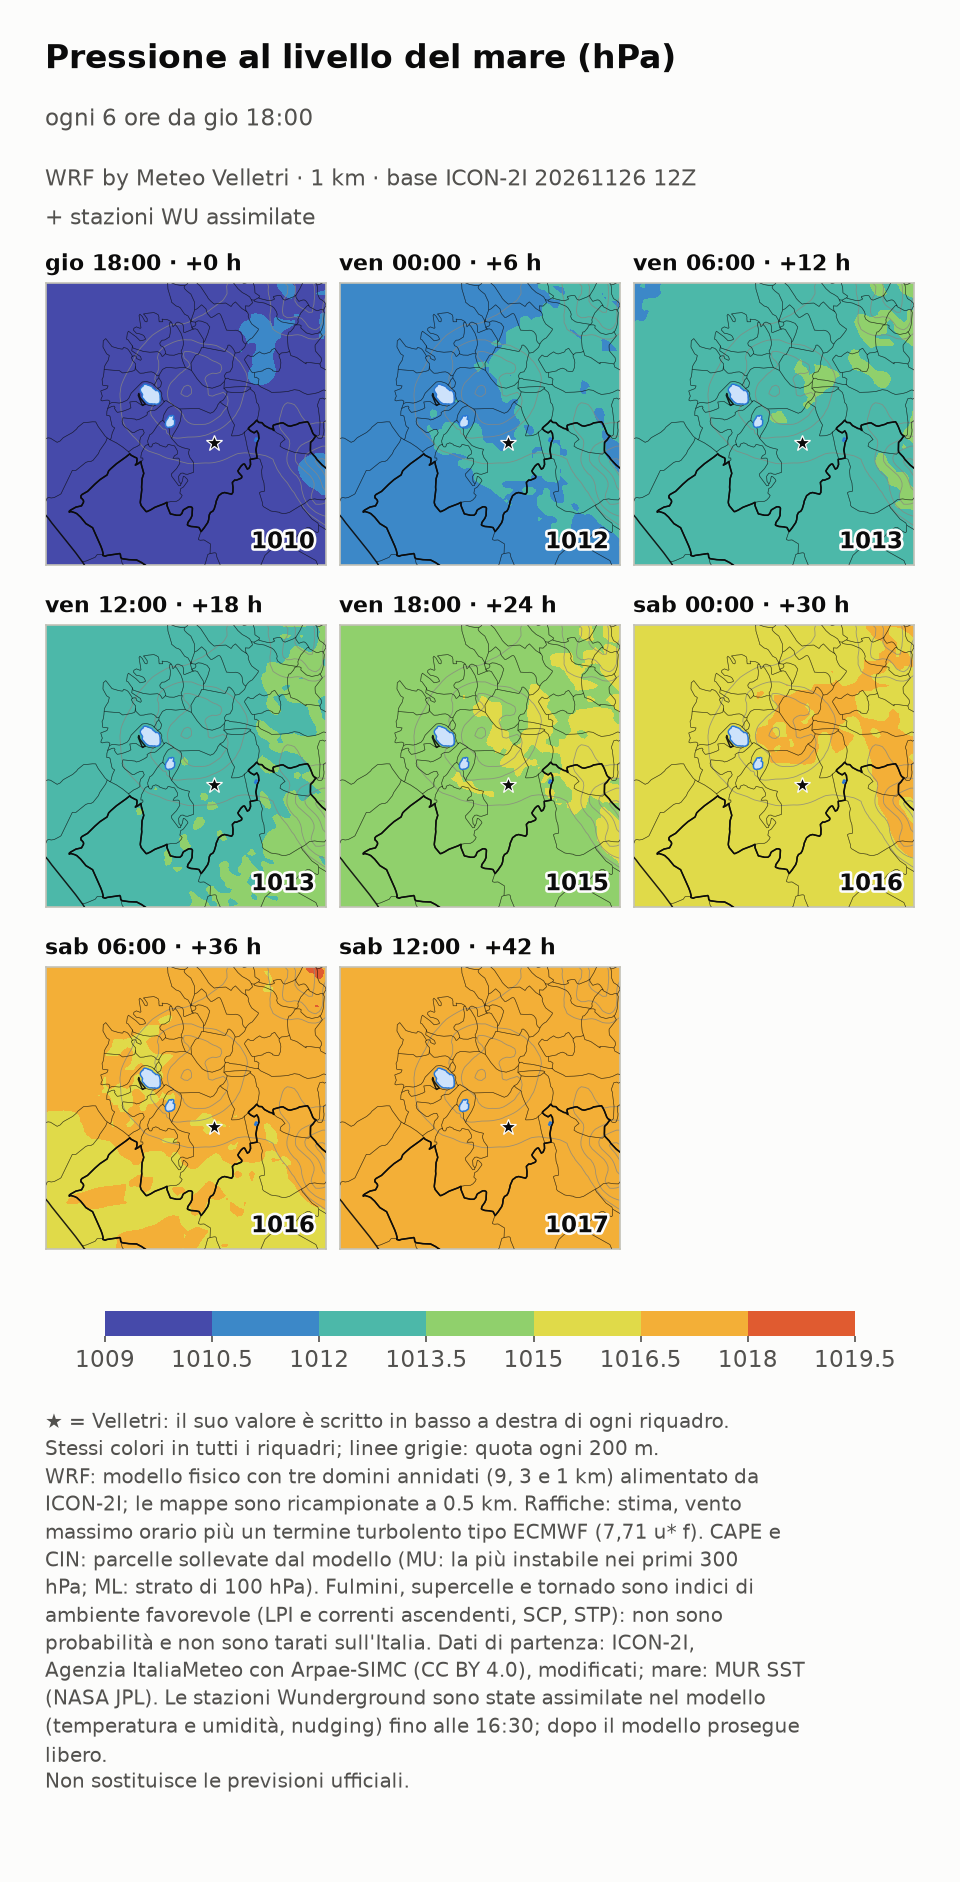 Pressione al livello del mare (hPa)
ogni 6 ore da gio 18:00
WRF by Meteo Velletri · 1 km · base ICON-2I 20261126 12Z
+ stazioni WU assimilate
gio 18:00 · +0 h
ven 00:00 · +6 h
ven 06:00 · +12 h
1010
1012
1013
ven 12:00 · +18 h
ven 18:00 · +24 h
sab 00:00 · +30 h
1013
1015
1016
sab 06:00 · +36 h
sab 12:00 · +42 h
1016
1017
1009 1010.5 1012 1013.5 1015 1016.5 1018 1019.5
★ = Velletri: il suo valore è scritto in basso a destra di ogni riquadro.
Stessi colori in tutti i riquadri; linee grigie: quota ogni 200 m.
WRF: modello fisico con tre domini annidati (9, 3 e 1 km) alimentato da
ICON-2I; le mappe sono ricampionate a 0.5 km. Raffiche: stima, vento
massimo orario più un termine turbolento tipo ECMWF (7,71 u* f). CAPE e
CIN: parcelle sollevate dal modello (MU: la più instabile nei primi 300
hPa; ML: strato di 100 hPa). Fulmini, supercelle e tornado sono indici di
ambiente favorevole (LPI e correnti ascendenti, SCP, STP): non sono
probabilità e non sono tarati sull'Italia. Dati di partenza: ICON-2I,
Agenzia ItaliaMeteo con Arpae-SIMC (CC BY 4.0), modificati; mare: MUR SST
(NASA JPL). Le stazioni Wunderground sono state assimilate nel modello
(temperatura e umidità, nudging) fino alle 16:30; dopo il modello prosegue
libero.
Non sostituisce le previsioni ufficiali.